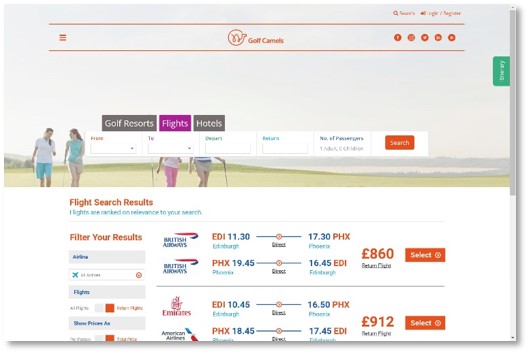 Search Login / Register
Golf Camels
Itinerary
Golf Resorts Flights Hotels
From To Depart Return No. of Passengers
1 Adult, 0 Children
Search
Flight Search Results
Flights are ranked on relevance to your search.
Filter Your Results
Airline
All Airlines
Flights
All Flights Return Flights
Show Prices As
Per Person Total Price
BRITISH AIRWAYS
EDI 11.30 17.30 PHX
Edinburgh Direct Phoenix
£860
Return Flight
Select
BRITISH AIRWAYS
PHX 19.45 16.45 EDI
Phoenix Direct Edinburgh
Emirates
EDI 10.45 16.50 PHX
Edinburgh Direct Phoenix
£912
Return Flight
Select
American Airlines
PHX 18.45 17.45 EDI
Phoenix Direct Edinburgh